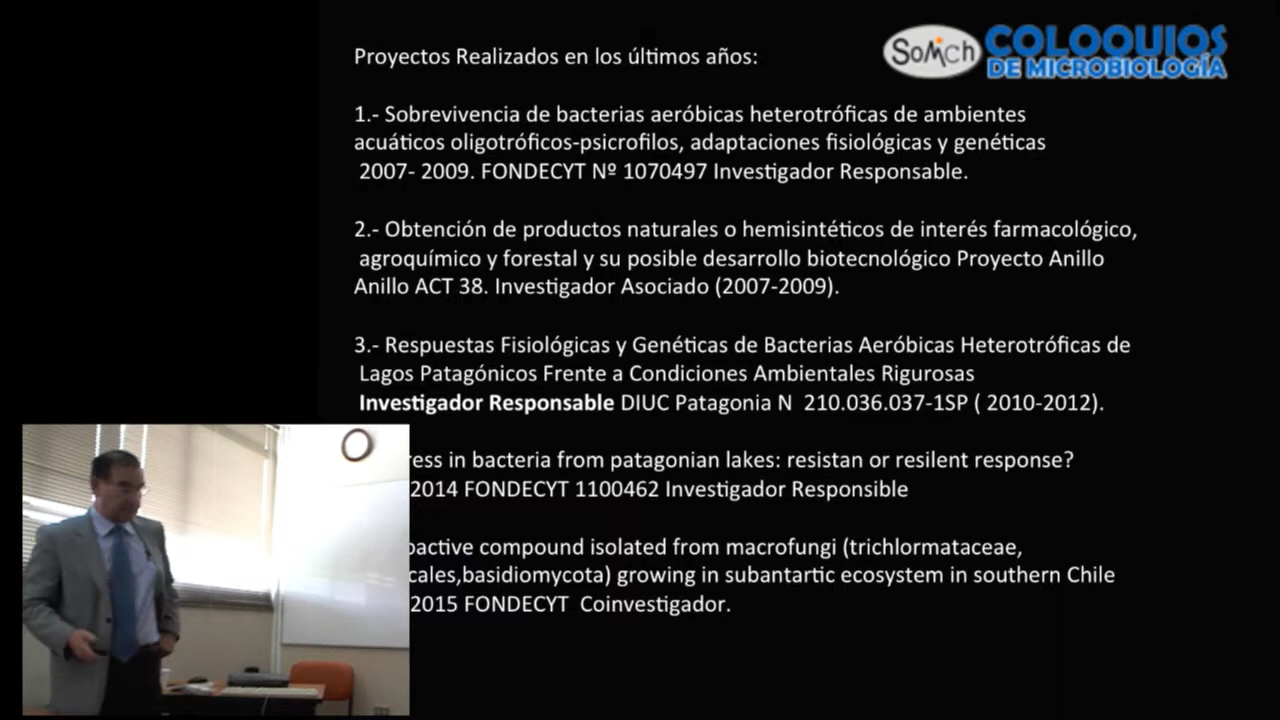 SoMich COLOQUIOS
DE MICROBIOLOGÍA
Proyectos Realizados en los últimos años:
1.- Sobrevivencia de bacterias aeróbicas heterotróficas de ambientes
acuáticos oligotróficos-psicrofilos, adaptaciones fisiológicas y genéticas
2007- 2009. FONDECYT Nº 1070497 Investigador Responsable.
2.- Obtención de productos naturales o hemisintéticos de interés farmacológico,
agroquímico y forestal y su posible desarrollo biotecnológico Proyecto Anillo
Anillo ACT 38. Investigador Asociado (2007-2009).
3.- Respuestas Fisiológicas y Genéticas de Bacterias Aeróbicas Heterotróficas de
Lagos Patagónicos Frente a Condiciones Ambientales Rigurosas
Investigador Responsable DIUC Patagonia N 210.036.037-1SP ( 2010-2012).
ress in bacteria from patagonian lakes: resistan or resilent response?
2014 FONDECYT 1100462 Investigador Responsible
oactive compound isolated from macrofungi (trichlormataceae,
cales,basidiomycota) growing in subantartic ecosystem in southern Chile
2015 FONDECYT Coinvestigador.